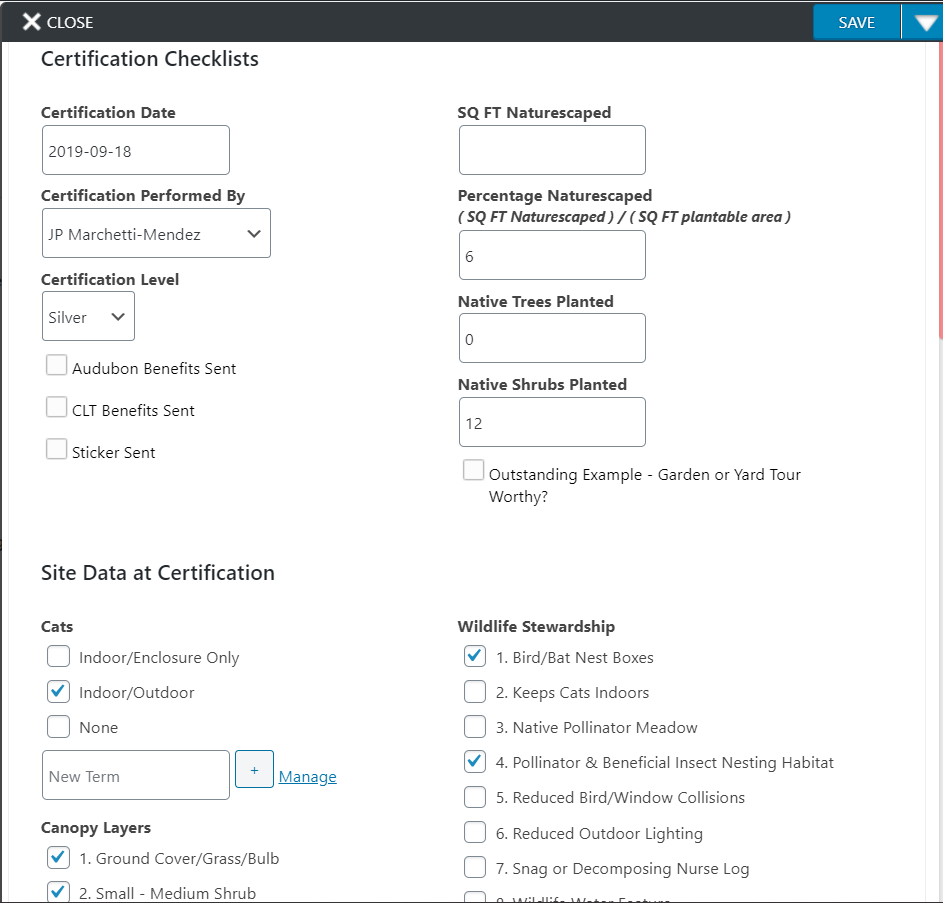 CLOSE
SAVE
Certification Checklists
Certification Date
2019-09-18
Certification Performed By
JP Marchetti-Mendez
Certification Level
Silver
Audubon Benefits Sent
CLT Benefits Sent
Sticker Sent
SQ FT Naturescaped
Percentage Naturescaped
( SQ FT Naturescaped ) / ( SQ FT plantable area )
6
Native Trees Planted
0
Native Shrubs Planted
12
Outstanding Example - Garden or Yard Tour
Worthy?
Site Data at Certification
Cats
Indoor/Enclosure Only
Indoor/Outdoor
None
New Term
+
Manage
Canopy Layers
1. Ground Cover/Grass/Bulb
2. Small - Medium Shrub
Wildlife Stewardship
1. Bird/Bat Nest Boxes
2. Keeps Cats Indoors
3. Native Pollinator Meadow
4. Pollinator & Beneficial Insect Nesting Habitat
5. Reduced Bird/Window Collisions
6. Reduced Outdoor Lighting
7. Snag or Decomposing Nurse Log
8. Wildlife Water Feature